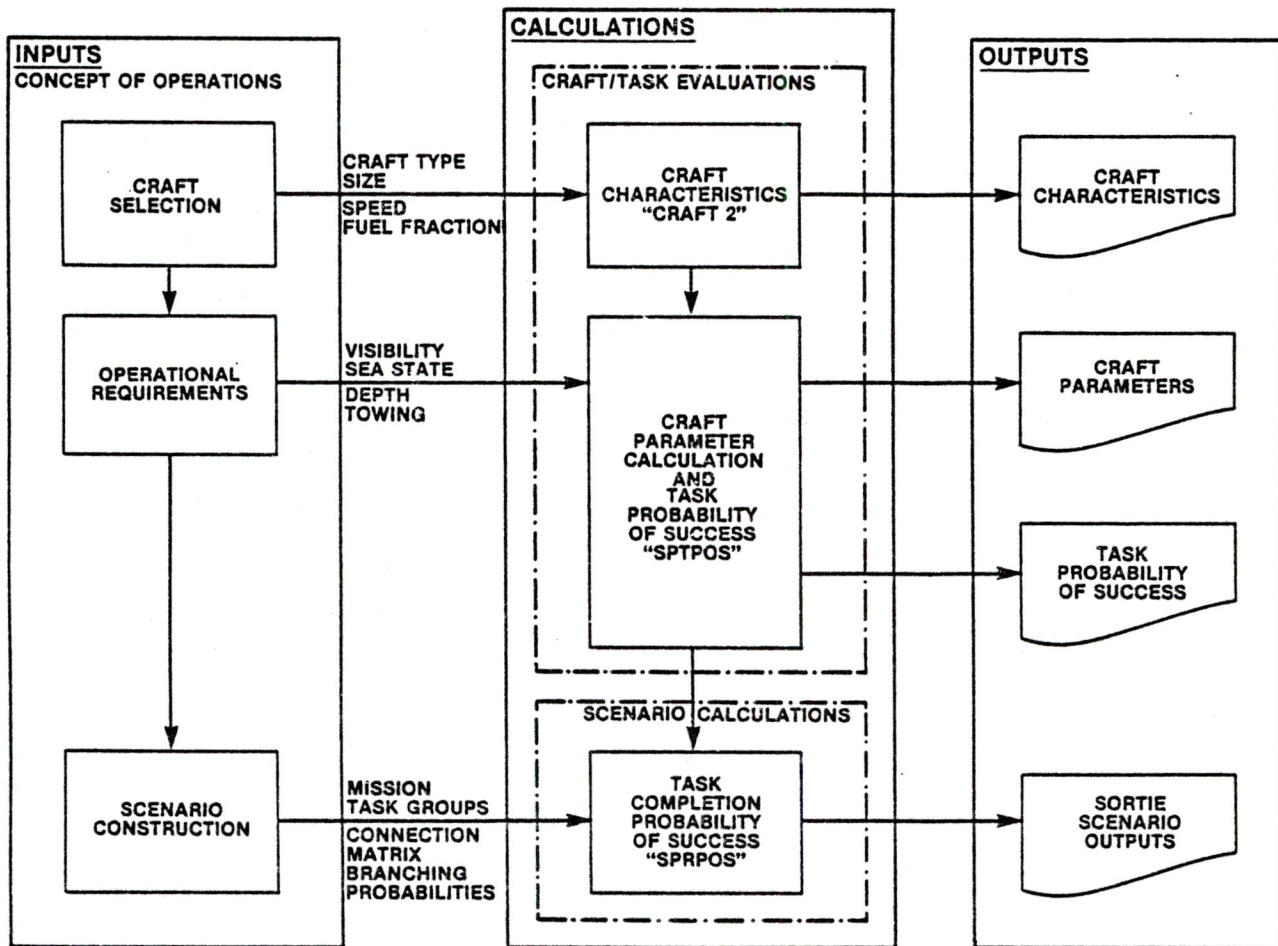 INPUTS
CONCEPT OF OPERATIONS
CRAFT
SELECTION
OPERATIONAL
REQUIREMENTS
SCENARIO
CONSTRUCTION
CRAFT TYPE
SIZE
SPEED
FUEL FRACTION
VISIBILITY
SEA STATE
DEPTH
TOWING
MISSION
TASK GROUPS
CONNECTION
MATRIX
BRANCHING
PROBABILITIES
CALCULATIONS
CRAFT/TASK EVALUATIONS
CRAFT
CHARACTERISTICS
"CRAFT 2"
CRAFT
PARAMETER
CALCULATION
AND
TASK
PROBABILITY
OF SUCCESS
"SPTPOS"
SCENARIO CALCULATIONS
TASK
COMPLETION
PROBABILITY
OF SUCCESS
"SPRPOS"
OUTPUTS
CRAFT
CHARACTERISTICS
CRAFT
PARAMETERS
TASK
PROBABILITY
OF SUCCESS
SORTIE
SCENARIO
OUTPUTS